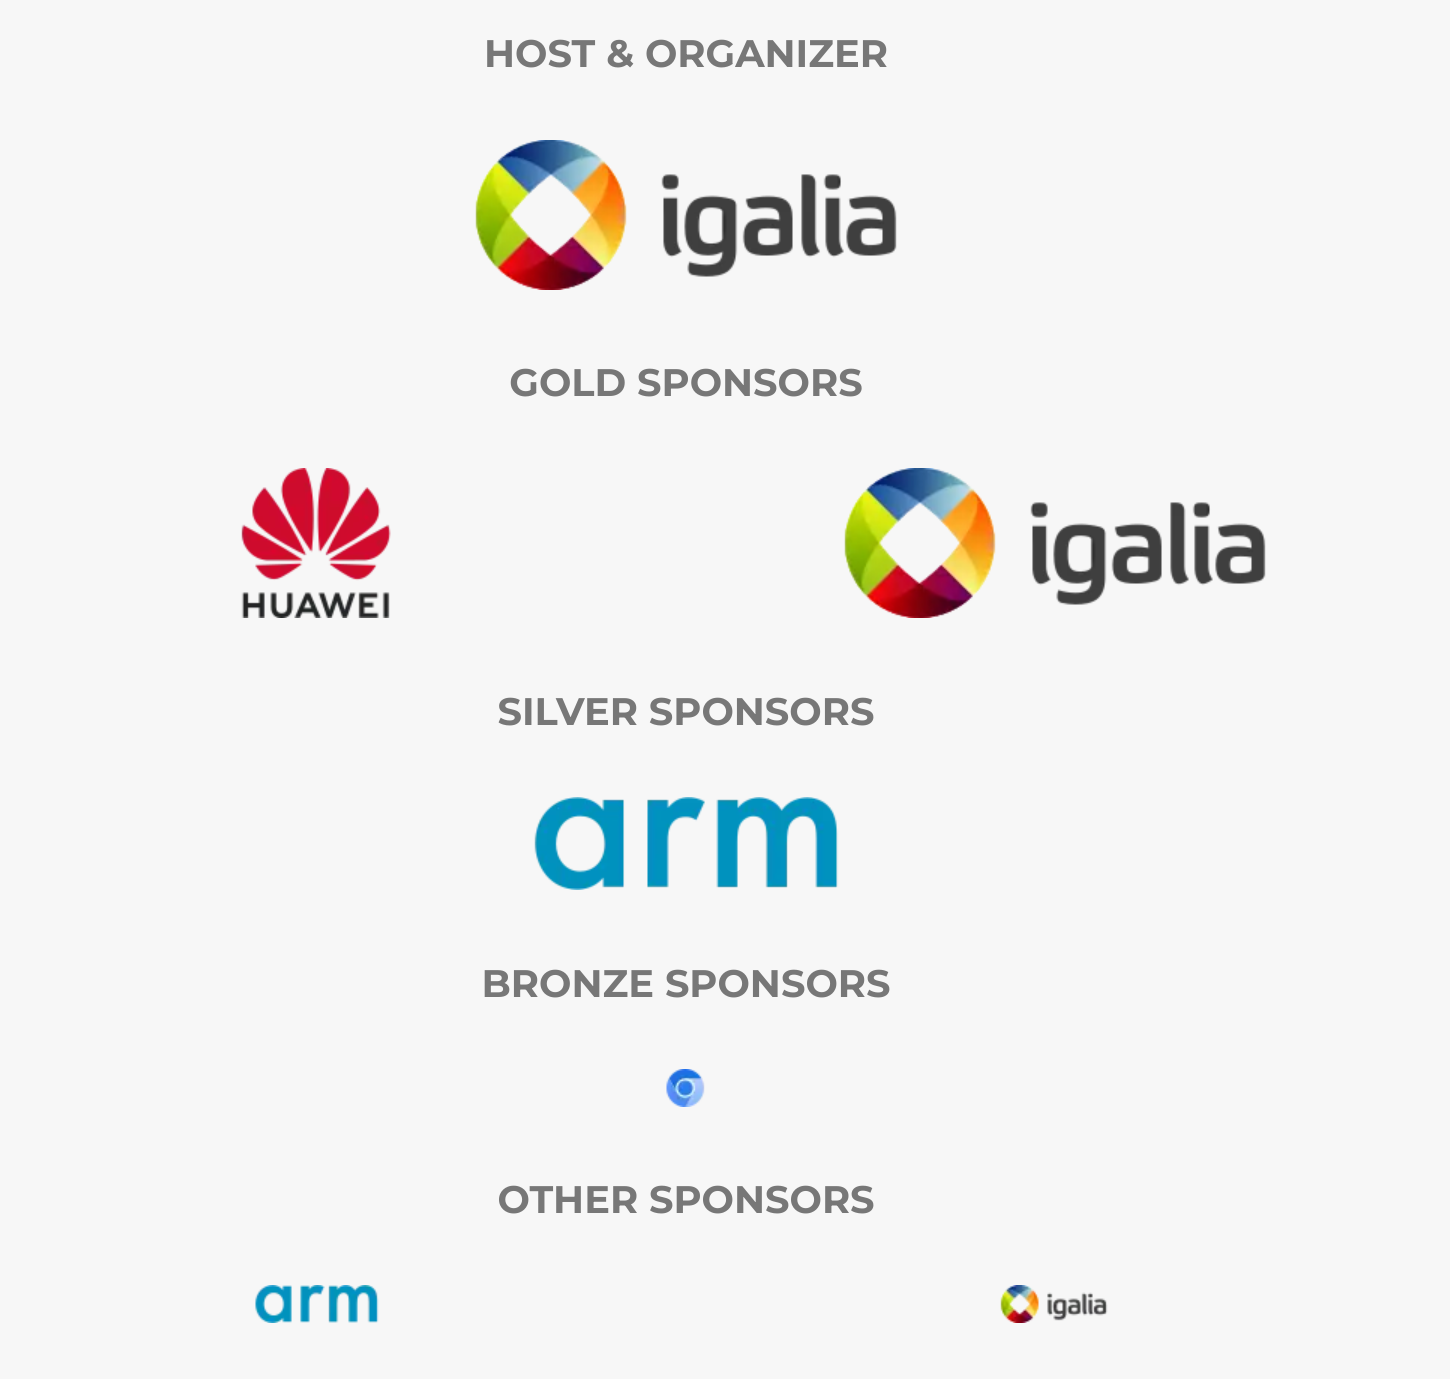 HOST & ORGANIZER
igalia
GOLD SPONSORS
HUAWEI
igalia
SILVER SPONSORS
arm
BRONZE SPONSORS
OTHER SPONSORS
arm
igalia